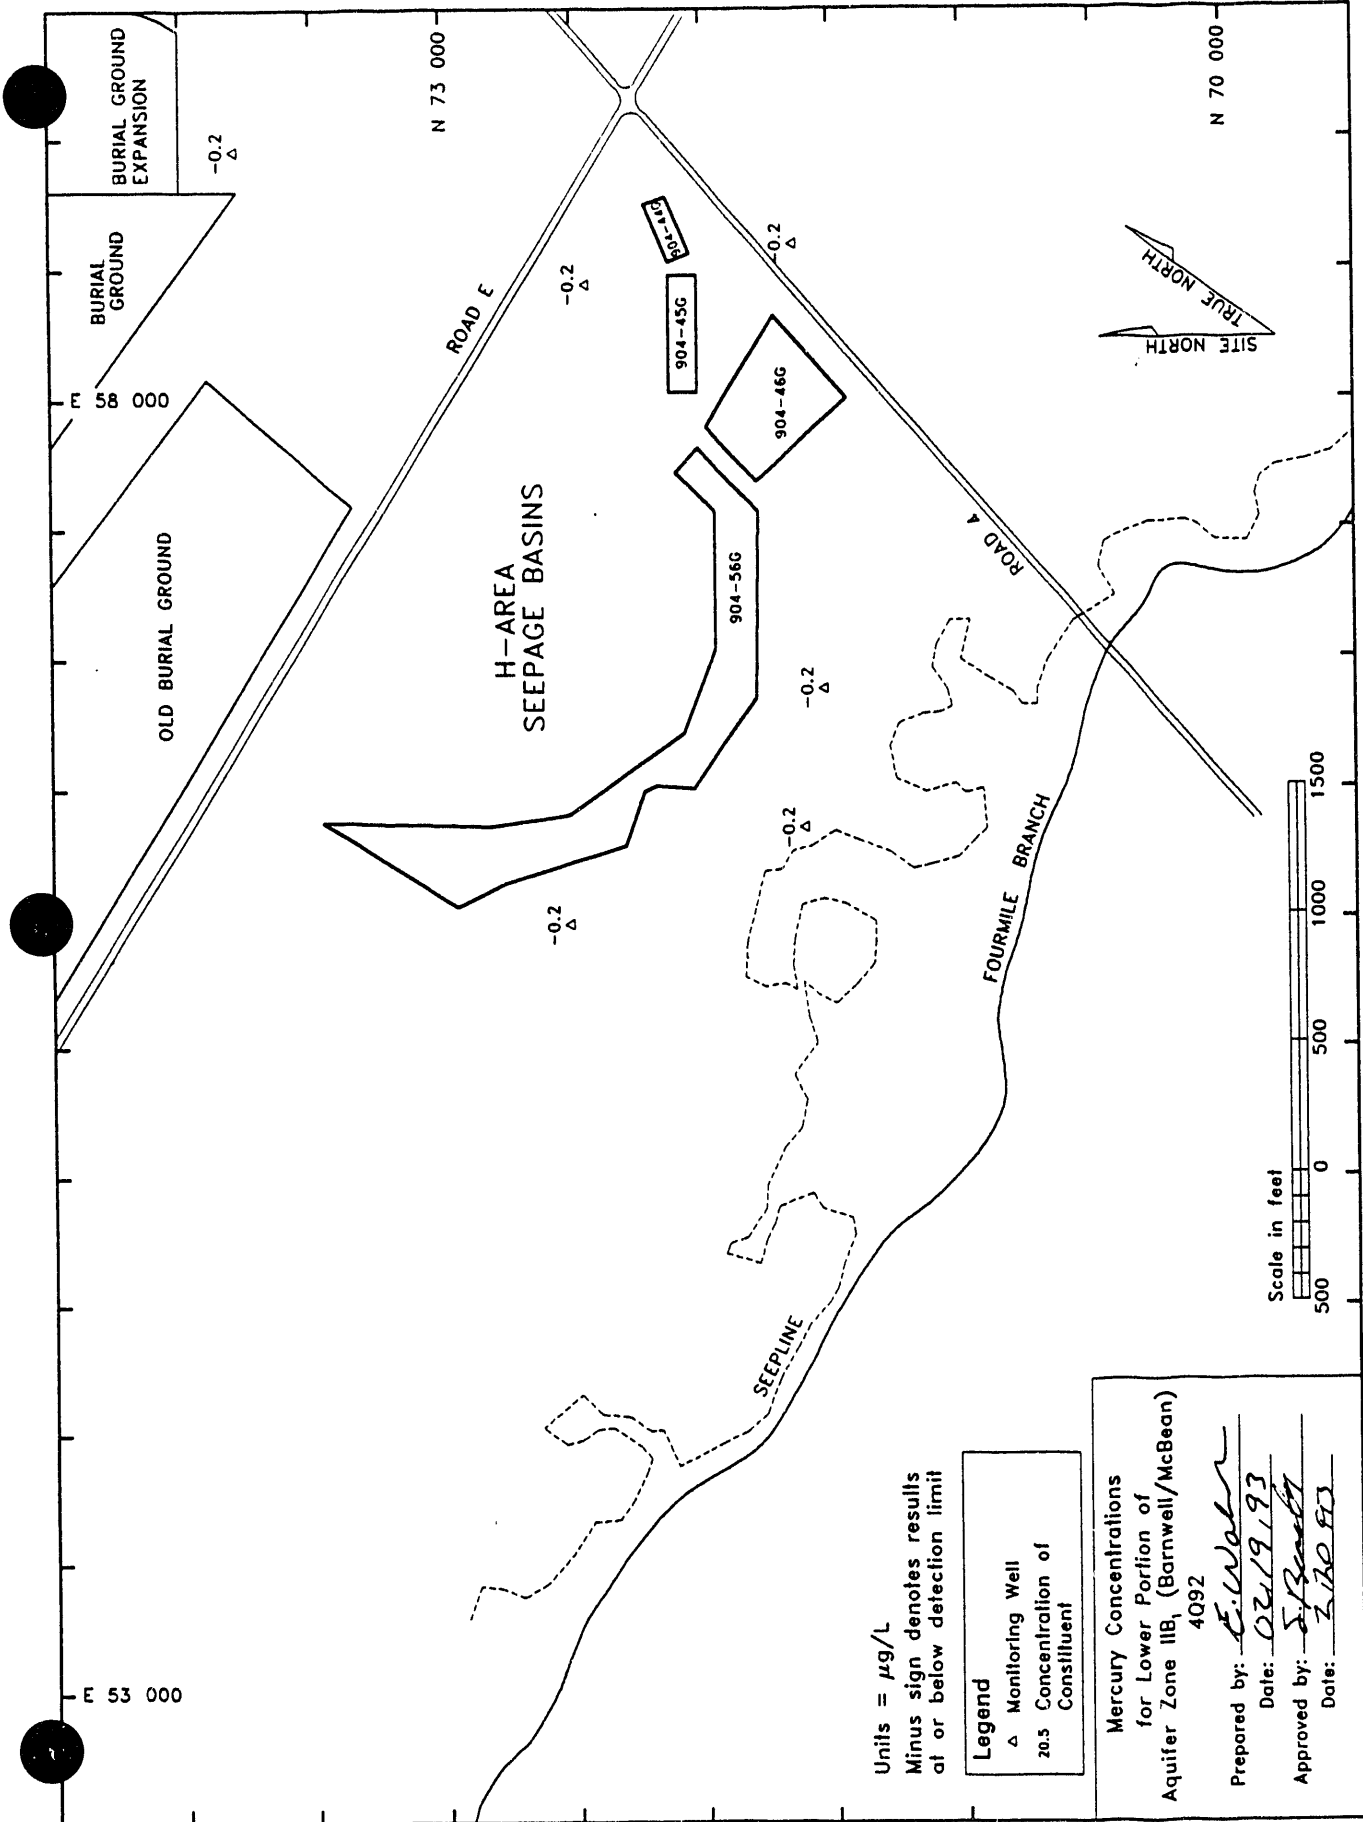 BURIAL GROUND
EXPANSION
-0.2
N 73 000
N 70 000
BURIAL
GROUND
-0.2
904-44G
-0.2
ROAD E
904-45G
TRUE NORTH
SITE NORTH
E 58 000
904-46G
OLD BURIAL GROUND
H-AREA
SEEPAGE BASINS
904-56G
ROAD 4
-0.2
-0.2
-0.2
FOURMILE BRANCH
SEEPLINE
Scale in feet
500 0 500 1000 1500
E 53 000
Units = µg/L
Minus sign denotes results
at or below detection limit
Legend
Δ Monitoring Well
20.5 Concentration of
Constituent
Mercury Concentrations
for Lower Portion of
Aquifer Zone IIB₁ (Barnwell/McBean)
4Q92
Prepared by:
Date: 02/19/93
Approved by:
Date: 2/20/93